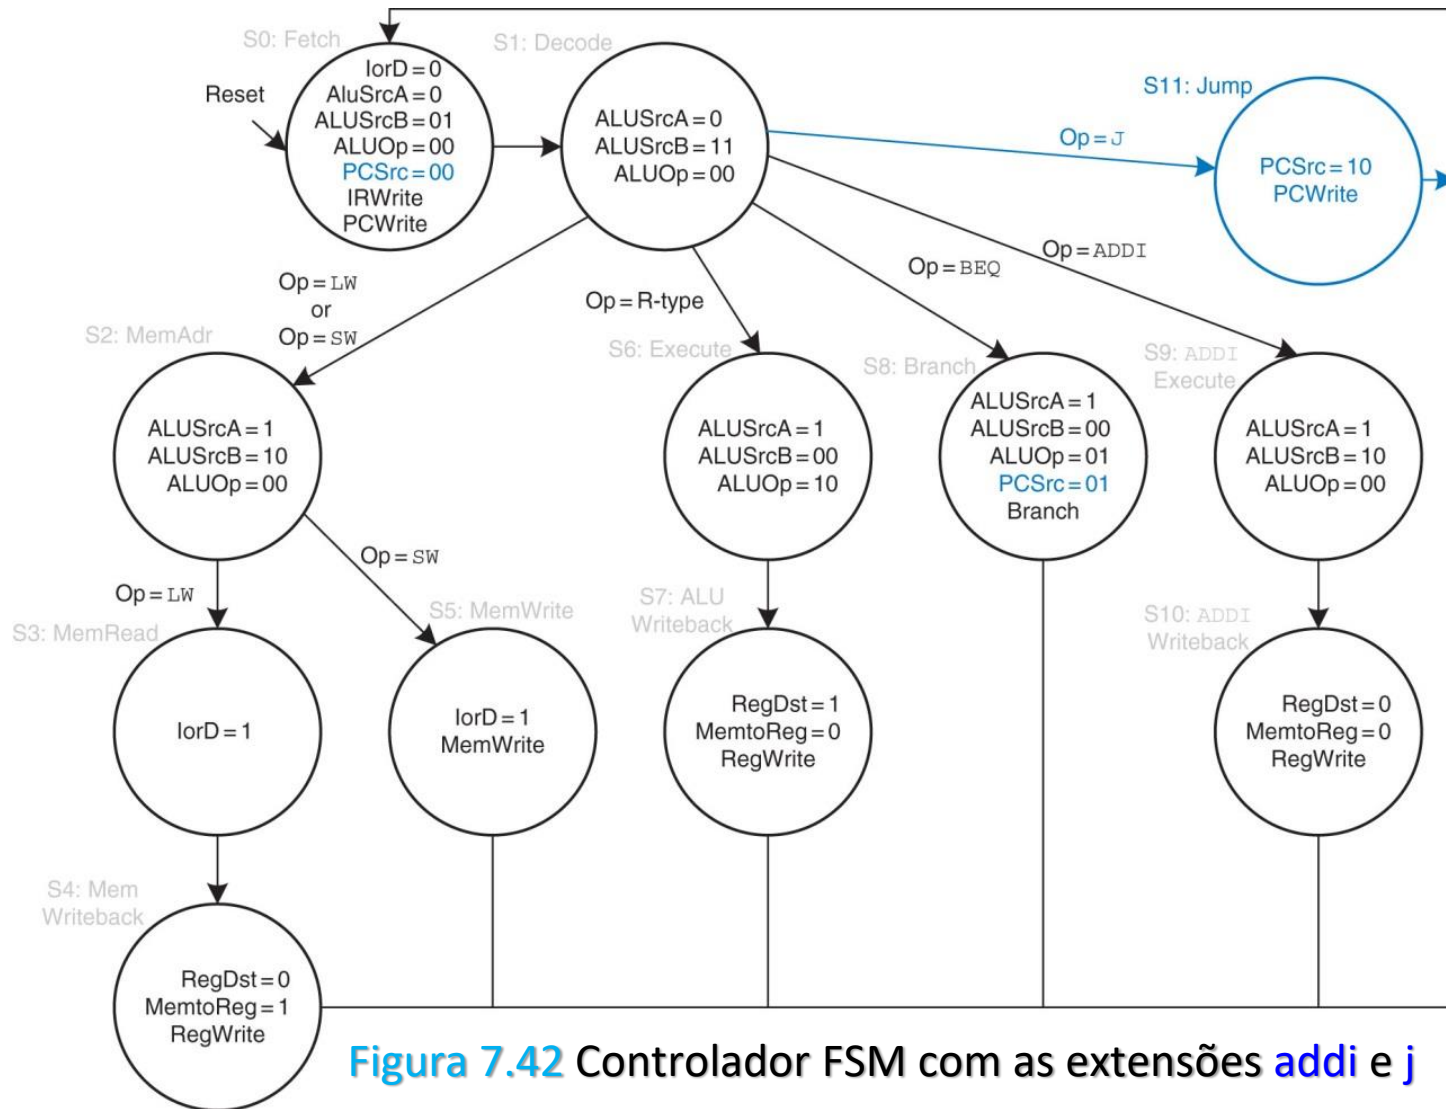 S0: Fetch
Reset
IorD=0
AluSrcA=0
ALUSrcB=01
ALUOp=00
PCSrc=00
IRWrite
PCWrite
S1: Decode
ALUSrcA=0
ALUSrcB=11
ALUOp=00
Op=J
S11: Jump
PCSrc=10
PCWrite
Op=LW
or
Op=SW
Op=R-type
Op=BEQ
Op=ADDI
S2: MemAdr
ALUSrcA=1
ALUSrcB=10
ALUOp=00
S6: Execute
ALUSrcA=1
ALUSrcB=00
ALUOp=10
S8: Branch
ALUSrcA=1
ALUSrcB=00
ALUOp=01
PCSrc=01
Branch
S9: ADDI
Execute
ALUSrcA=1
ALUSrcB=10
ALUOp=00
Op=LW
Op=SW
S3: MemRead
IorD=1
S5: MemWrite
IorD=1
MemWrite
S7: ALU
Writeback
RegDst=1
MemtoReg=0
RegWrite
S10: ADDI
Writeback
RegDst=0
MemtoReg=0
RegWrite
S4: Mem
Writeback
RegDst=0
MemtoReg=1
RegWrite
Figura 7.42 Controlador FSM com as extensões addi e j